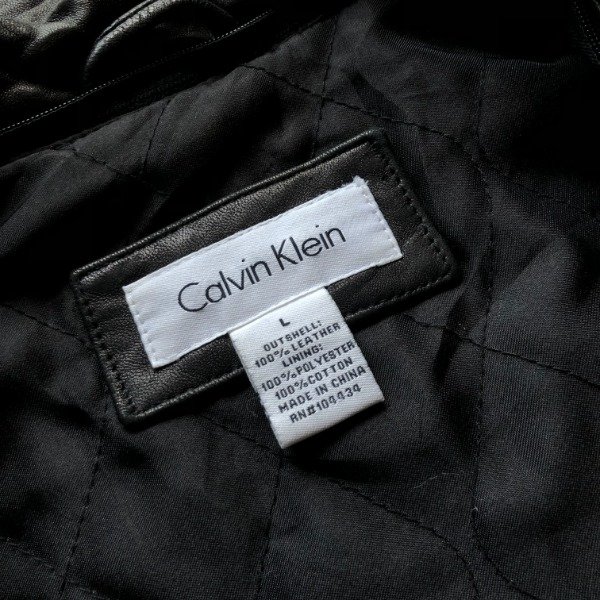 Calvin Klein
L
OUTSHELL:
100% LEATHER
LINING:
100% POLYESTER
100% COTTON
MADE IN CHINA
RN#104434